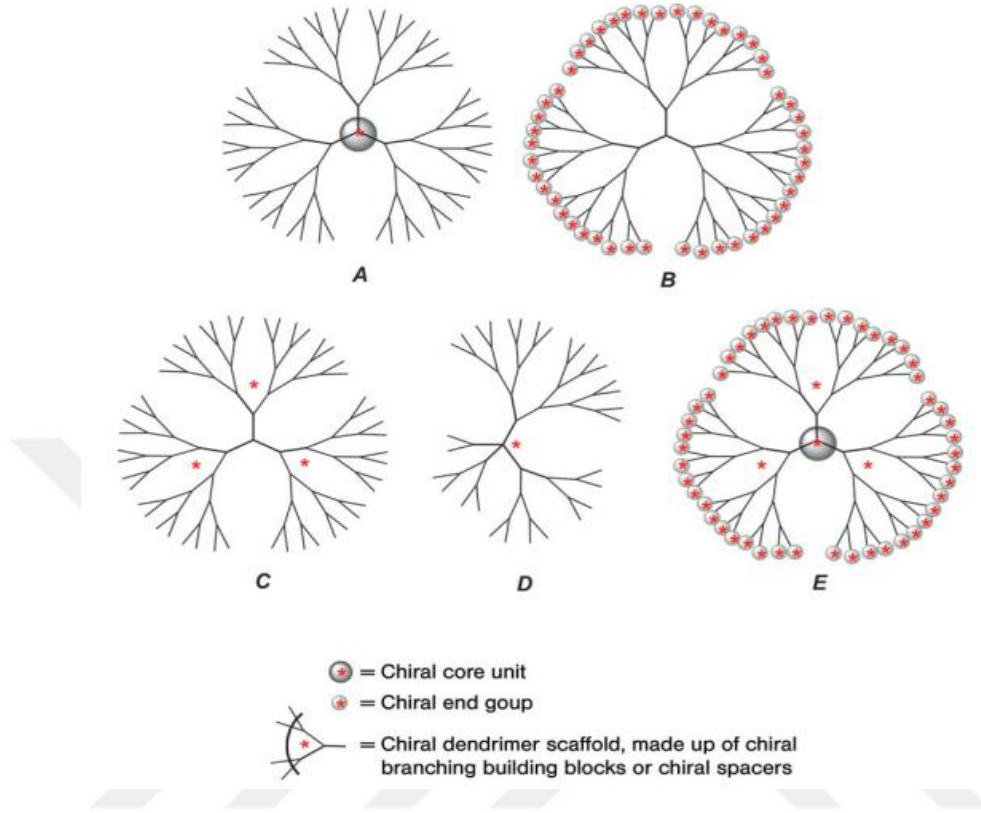 A
B
C
D
E
= Chiral core unit
= Chiral end goup
= Chiral dendrimer scaffold, made up of chiral
branching building blocks or chiral spacers